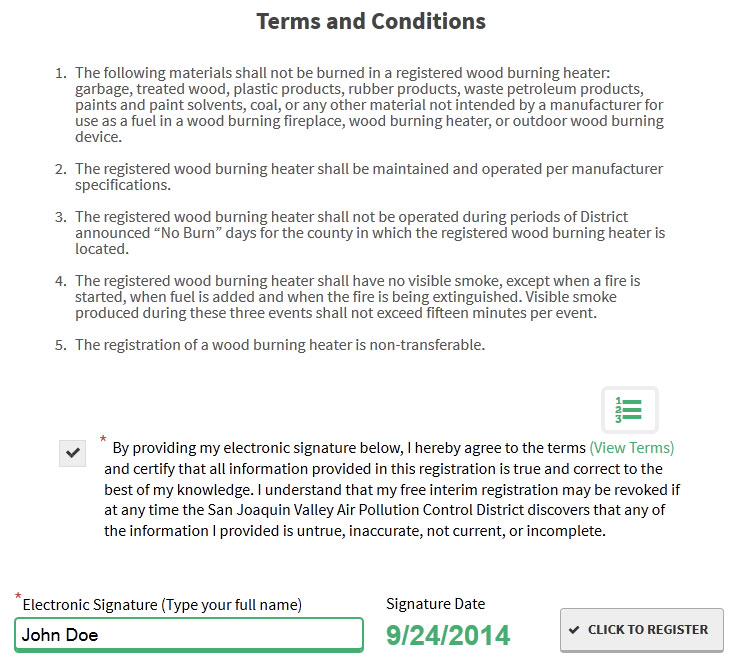 Terms and Conditions
1. The following materials shall not be burned in a registered wood burning heater:
garbage, treated wood, plastic products, rubber products, waste petroleum products,
paints and paint solvents, coal, or any other material not intended by a manufacturer for
use as a fuel in a wood burning fireplace, wood burning heater, or outdoor wood burning
device.
2. The registered wood burning heater shall be maintained and operated per manufacturer
specifications.
3. The registered wood burning heater shall not be operated during periods of District
announced “No Burn” days for the county in which the registered wood burning heater is
located.
4. The registered wood burning heater shall have no visible smoke, except when a fire is
started, when fuel is added and when the fire is being extinguished. Visible smoke
produced during these three events shall not exceed fifteen minutes per event.
5. The registration of a wood burning heater is non-transferable.
1
2
3
* By providing my electronic signature below, I hereby agree to the terms (View Terms)
and certify that all information provided in this registration is true and correct to the
best of my knowledge. I understand that my free interim registration may be revoked if
at any time the San Joaquin Valley Air Pollution Control District discovers that any of
the information I provided is untrue, inaccurate, not current, or incomplete.
*Electronic Signature (Type your full name)
John Doe
Signature Date
9/24/2014
CLICK TO REGISTER